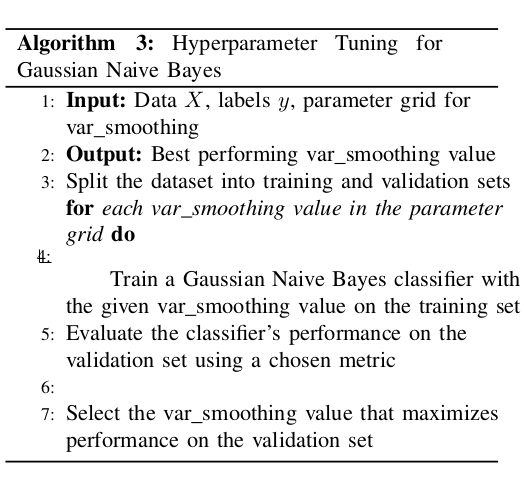 Algorithm 3: Hyperparameter Tuning for
Gaussian Naive Bayes
1: Input: Data X, labels y, parameter grid for
var_smoothing
2: Output: Best performing var_smoothing value
3: Split the dataset into training and validation sets
for each var_smoothing value in the parameter
grid do
4:
Train a Gaussian Naive Bayes classifier with
the given var_smoothing value on the training set
5: Evaluate the classifier's performance on the
validation set using a chosen metric
6:
7: Select the var_smoothing value that maximizes
performance on the validation set